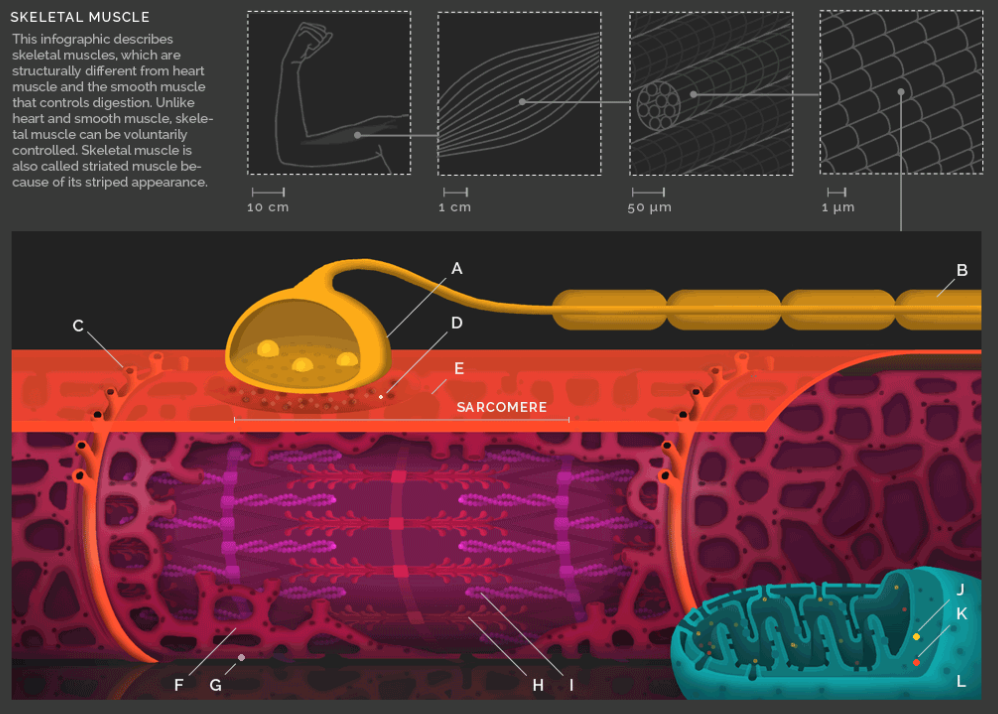 SKELETAL MUSCLE
This infographic describes
skeletal muscles, which are
structurally different from heart
muscle and the smooth muscle
that controls digestion. Unlike
heart and smooth muscle, skele-
tal muscle can be voluntarily
controlled. Skeletal muscle is
also called striated muscle be-
cause of its striped appearance.
10 cm
1 cm
50 µm
1 µm
A
B
C
D
E
SARCOMERE
J
K
F
G
H
I
L